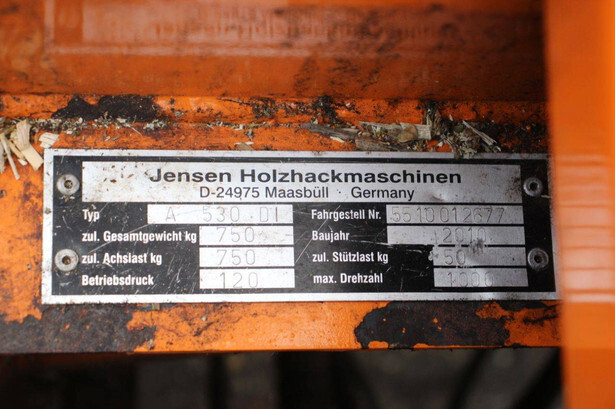 Jensen Holzhackmaschinen
D-24975 Maasbüll · Germany
Typ A 530 DI Fahrgestell Nr. 5510012677
zul. Gesamtgewicht kg 750 Baujahr 2010
zul. Achslast kg 750 zul. Stützlast kg 50
Betriebsdruck 120 max. Drehzahl